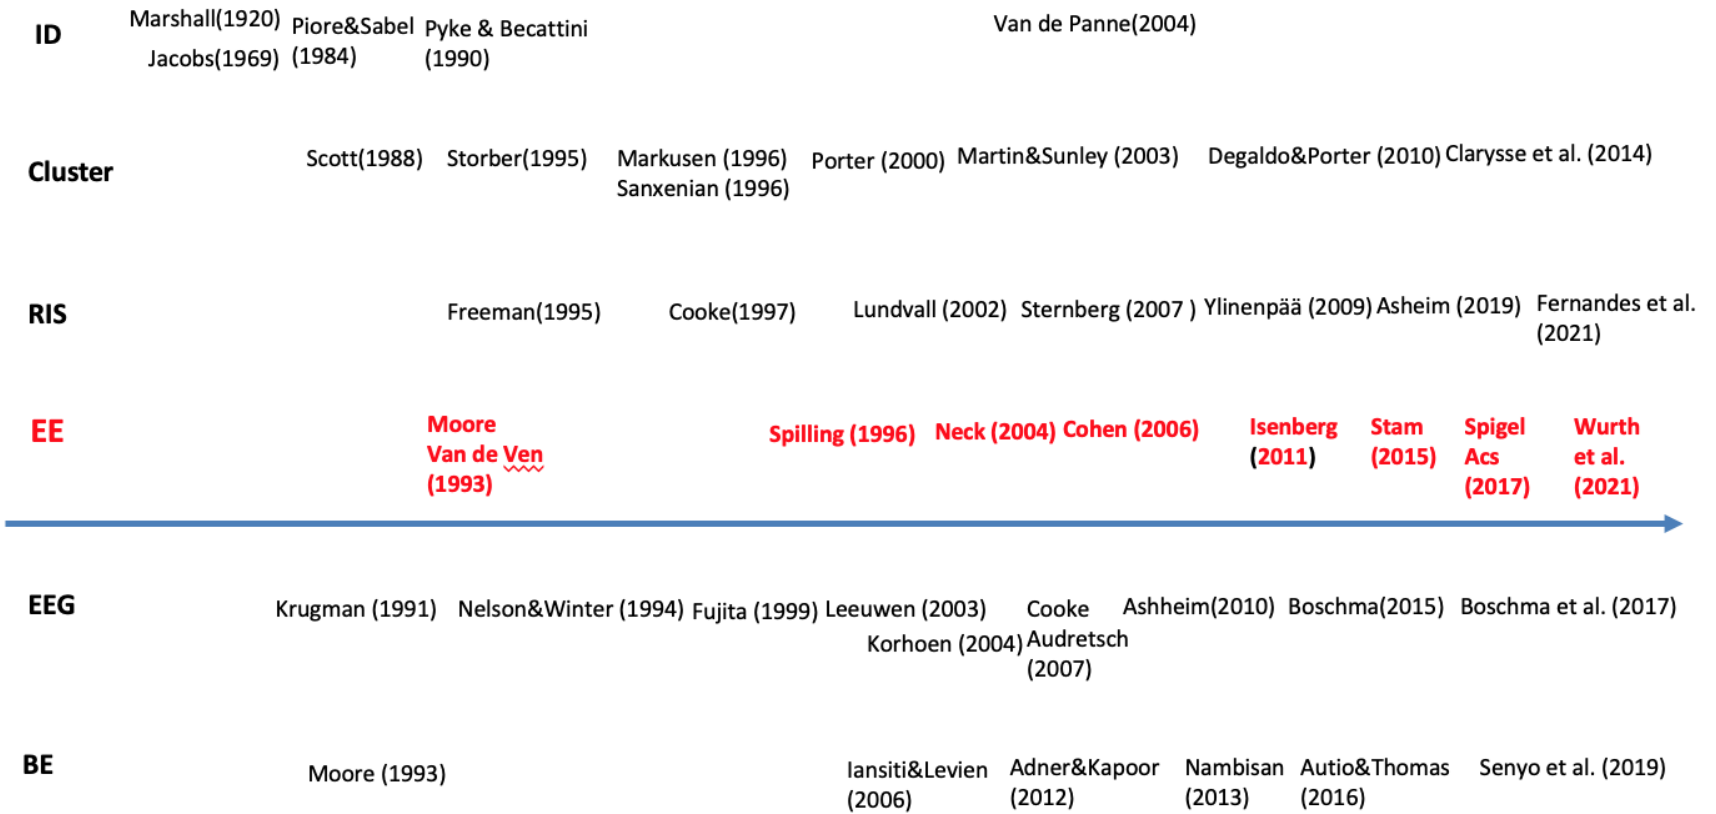 ID
Marshall(1920)
Jacobs(1969)
Piore&Sabel
(1984)
Pyke & Becattini
(1990)
Van de Panne(2004)
Cluster
Scott(1988)
Storber(1995)
Markusen (1996)
Sanxenian (1996)
Porter (2000)
Martin&Sunley (2003)
Degaldo&Porter (2010)
Clarysse et al. (2014)
RIS
Freeman(1995)
Cooke(1997)
Lundvall (2002)
Sternberg (2007 )
Ylinenpää (2009)
Asheim (2019)
Fernandes et al.
(2021)
EE
Moore
Van de Ven
(1993)
Spilling (1996)
Neck (2004)
Cohen (2006)
Isenberg
(2011)
Stam
(2015)
Spigel
Acs
(2017)
Wurth
et al.
(2021)
EEG
Krugman (1991)
Nelson&Winter (1994)
Fujita (1999)
Leeuwen (2003)
Korhoen (2004)
Cooke
Audretsch
(2007)
Ashheim(2010)
Boschma(2015)
Boschma et al. (2017)
BE
Moore (1993)
Iansiti&Levien
(2006)
Adner&Kapoor
(2012)
Nambisan
(2013)
Autio&Thomas
(2016)
Senyo et al. (2019)